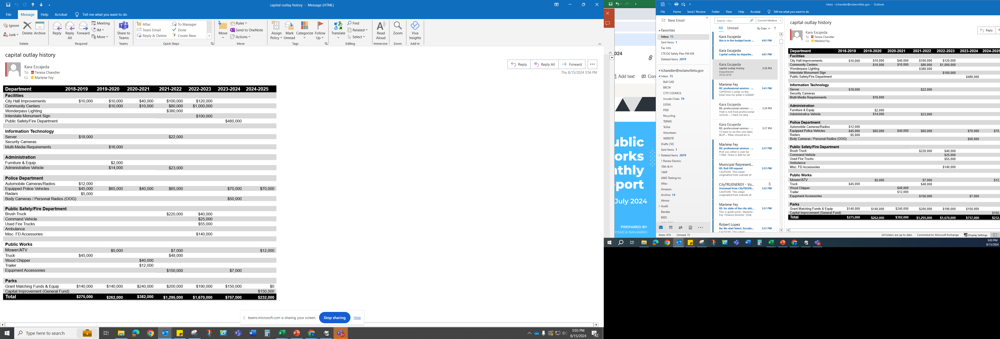 capital outlay history - Message (HTML)
File Message Help Acrobat Tell me what you want to do
Ignore
Junk
Delete Archive
Delete
Reply Reply All Forward
Meeting
IM
More
Respond
Share to Teams
Teams
Aflac To Manager
Team Email Done
Reply & Delete Create New
Quick Steps
Move
Rules
Send to OneNote
Actions
Move
Assign Policy Mark Unread Categorize Follow Up
Tags
Translate
Find
Related
Select
Editing
Read Aloud
Immersive
Zoom
Zoom
Viva Insights
Add-in
capital outlay history
Kara Escajeda
To Teresa Chandler
Cc Marlene Fey
Reply Reply All Forward
Thu 8/15/2024 3:56 PM
Department 2018-2019 2019-2020 2020-2021 2021-2022 2022-2023 2023-2024 2024-2025
Facilities
City Hall Improvements $10,000 $10,000 $40,000 $100,000 $120,000
Community Centers $10,000 $10,000 $80,000 $1,000,000
Wonderpass Lighting $380,000
Interstate Monument Sign $100,000
Public Safety/Fire Department $480,000
Information Technology
Server $18,000 $22,000
Security Cameras
Multi-Media Requirements $16,000
Administration
Furniture & Equip. $2,000
Administrative Vehicle $14,000 $23,000
Police Department
Automobile Cameras/Radios $12,000
Equipped Police Vehicles $45,000 $65,000 $40,000 $65,000 $70,000 $70,000
Radars $5,000
Body Cameras / Personal Radios (OOG) $50,000
Public Safety/Fire Department
Brush Truck $220,000 $40,000
Command Vehicle $25,000
Used Fire Trucks $55,000
Ambulance
Misc. FD Accessories $140,000
Public Works
Mower/ATV $5,000 $7,000 $12,000
Truck $45,000 $48,000
Wood Chipper $40,000
Trailer $12,000
Equpment Accessories $150,000 $7,000
Parks
Grant Matching Funds & Equip $140,000 $140,000 $240,000 $200,000 $190,000 $150,000 $0
Capital Improvement (General Fund) $150,000
Total $275,000 $262,000 $382,000 $1,295,000 $1,670,000 $757,000 $232,000
teams.microsoft.com is sharing your screen. Stop sharing Hide
Type here to search
9+
5:03 PM
8/15/2024
42
024
Add text Con
ublic
orks
nthly
port
July 2024
PREPARED BY
ESSICA NAVARRO
Inbox - tchandler@nolanvilletx.gov - Outlook
File Home Send / Receive Folder View Help Acrobat Tell me what you want to do
New Email
Favorites
Inbox 75
Sent Items 1
Fax Info
CTCOG Safety Plan FM 439
Deleted Items 2079
tchandler@nolanvilletx.gov
Inbox 75
Bell CAD
BKCW
CITY COUNCIL
Incode Chats 79
LEGAL
PDD
Recycling
TERMS
TxDot
Volunteers
WEBSITE
Drafts [58]
Sent Items 1
Deleted Items 2079
1 Renew Electric
10th & H
1WIP
A&D Testing Inc
Aflac
Amazon
Archive 14
Atmos
Audit
Bandas
BIDS
Items: 876 Unread: 75
Search <0w> Current Mailbox
All Unread By Date
Kara Escajeda
this is in the budget book ... 4:03 PM
Kara Escajeda
Capital outlay by departm... 4:01 PM
Kara Escajeda
capital outlay history 3:56 PM
Department
2018-2019
Marlene Fey
RE: professional services - ... 3:41 PM
Ck#59142 is pillar so the
total now for pillar is $26640
Kara Escajeda
RE: professional services - ... 3:39 PM
That is not from professional
services – I have no idea
Kara Escajeda
RE: professional services - ... 3:37 PM
I'll have to do this one later,
BLUF – Pillar should be in
Marlene Fey
RE: professional services - ... 3:37 PM
Prof svcs other is over by
11904 There is $9K for all
Municipal Represent...
RE: Roll Off request 3:33 PM
CAUTION: This email
originated from outside of
CityTRUENERGY - Vo...
Voicemail from CityTRUEN... 3:32 PM
CAUTION: This email
originated from outside of
Marlene Fey
RE: for state of the city slid... 3:31 PM
This is great work! Marlene
Fey Finance Director (254)
Robert Lopez
Re: No start Select, Socrate... 3:31 PM
CAUTION: This email
capital outlay history
Kara Escajeda
To Teresa Chandler
Cc Marlene Fey
Reply
Department 2018-2019 2019-2020 2020-2021 2021-2022 2022-2023 2023-2024 2024-2025
Facilities
City Hall Improvements $10,000 $10,000 $40,000 $100,000 $120,000
Community Centers $10,000 $10,000 $80,000 $1,000,000
Wonderpass Lighting $380,000
Interstate Monument Sign $100,000
Public Safety/Fire Department $480,000
Information Technology
Server $18,000 $22,000
Security Cameras
Multi-Media Requirements $16,000
Administration
Furniture & Equip. $2,000
Administrative Vehicle $14,000 $23,000
Police Department
Automobile Cameras/Radios $12,000
Equipped Police Vehicles $45,000 $65,000 $40,000 $65,000 $70,000 $70,
Radars $5,000
Body Cameras / Personal Radios (OOG) $50,000
Public Safety/Fire Department
Brush Truck $220,000 $40,000
Command Vehicle $25,000
Used Fire Trucks $55,000
Ambulance
Misc. FD Accessories $140,000
Public Works
Mower/ATV $5,000 $7,000 $12,
Truck $45,000 $48,000
Wood Chipper $40,000
Trailer $12,000
Equpment Accessories $150,000 $7,000
Parks
Grant Matching Funds & Equip $140,000 $140,000 $240,000 $200,000 $190,000 $150,000
Capital Improvement (General Fund) $150,
Total $275,000 $262,000 $382,000 $1,295,000 $1,670,000 $757,000 $232,
All folders are up to date. Connected to: Microsoft Exchange Display Settings
5:03 PM
8/15/2024